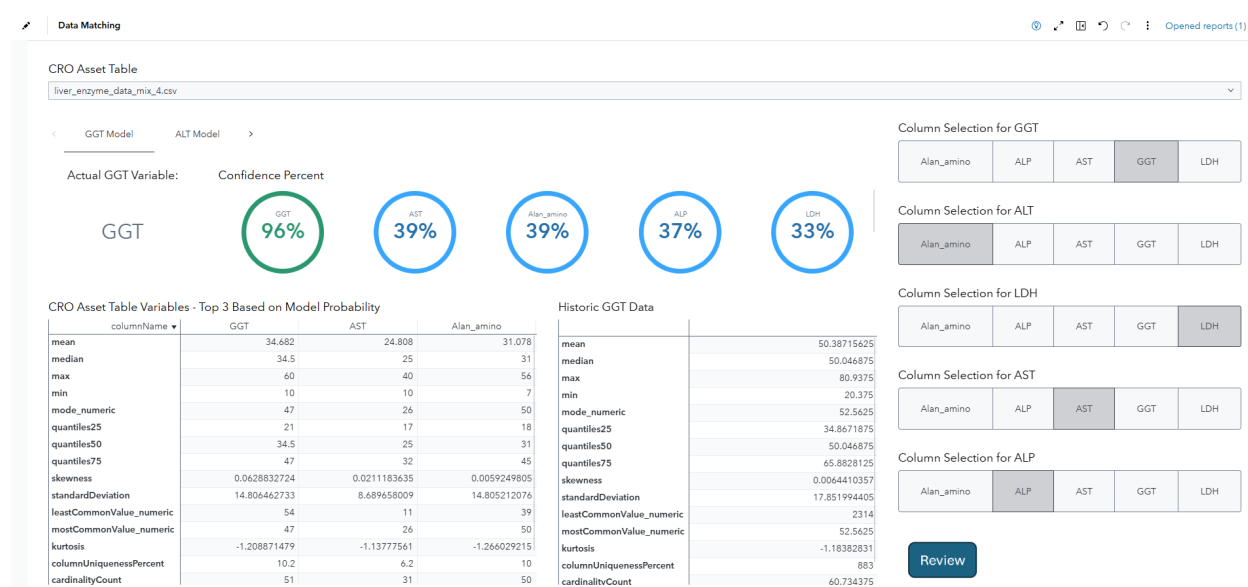 Data Matching
Opened reports (1)
CRO Asset Table
liver_enzyme_data_mix_4.csv
GGT Model ALT Model
Actual GGT Variable: Confidence Percent
GGT
GGT 96%
AST 39%
Alan_amino 39%
ALP 37%
LDH 33%
CRO Asset Table Variables - Top 3 Based on Model Probability
columnName GGT AST Alan_amino
mean 34.682 24.808 31.078
median 34.5 25 31
max 60 40 56
min 10 10 7
mode_numeric 47 26 50
quantiles25 21 17 18
quantiles50 34.5 25 31
quantiles75 47 32 45
skewness 0.0628832724 0.0211183635 0.0059249805
standardDeviation 14.806462733 8.689658009 14.805212076
leastCommonValue_numeric 54 11 39
mostCommonValue_numeric 47 26 50
kurtosis -1.208871479 -1.13777561 -1.266029215
columnUniquenessPercent 10.2 6.2 10
cardinalityCount 51 31 50
Historic GGT Data
mean 50.38715625
median 50.046875
max 80.9375
min 20.375
mode_numeric 52.5625
quantiles25 34.8671875
quantiles50 50.046875
quantiles75 65.8828125
skewness 0.0064410357
standardDeviation 17.851994405
leastCommonValue_numeric 2314
mostCommonValue_numeric 52.5625
kurtosis -1.18382831
columnUniquenessPercent 883
cardinalityCount 60.734375
Column Selection for GGT
Alan_amino ALP AST GGT LDH
Column Selection for ALT
Alan_amino ALP AST GGT LDH
Column Selection for LDH
Alan_amino ALP AST GGT LDH
Column Selection for AST
Alan_amino ALP AST GGT LDH
Column Selection for ALP
Alan_amino ALP AST GGT LDH
Review